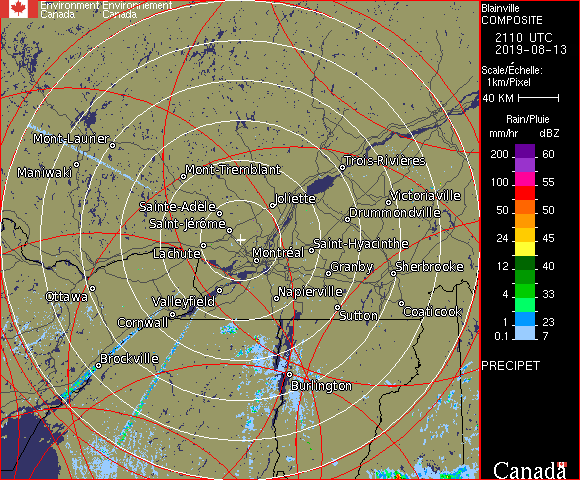 Environment Environnement
Canada Canada
Blainville
COMPOSITE
2110 UTC
2019-08-13
Scale/Échelle:
1km/Pixel
40 KM
Rain/Pluie
mm/hr dBZ
200 60
150 57
100 55
50 50
24 45
12 40
4 33
1 23
0.1 7
PRECIPET
Canada
Mont-Laurier
Maniwaki
Mont-Tremblant
Trois-Rivières
Joliette
Victoriaville
Sainte-Adèle
Drummondville
Saint-Jérôme
Lachute
Montréal
Saint-Hyacinthe
Granby
Sherbrooke
Ottawa
Valleyfield
Napierville
Sutton
Coaticook
Cornwall
Brockville
Burlington